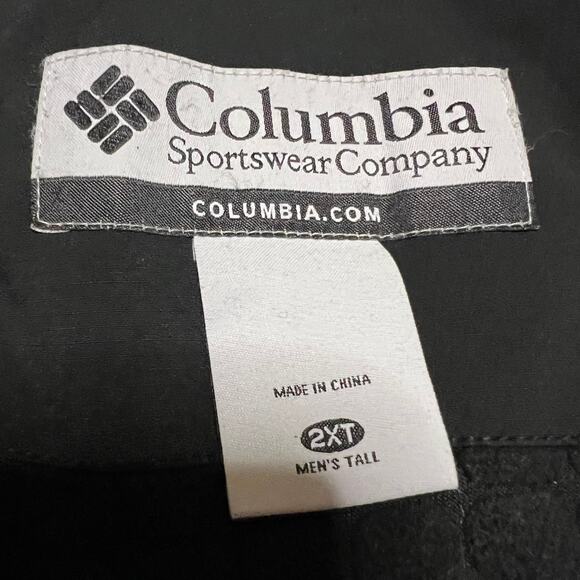 Columbia
Sportswear Company
COLUMBIA.COM
MADE IN CHINA
2XT
MEN'S TALL